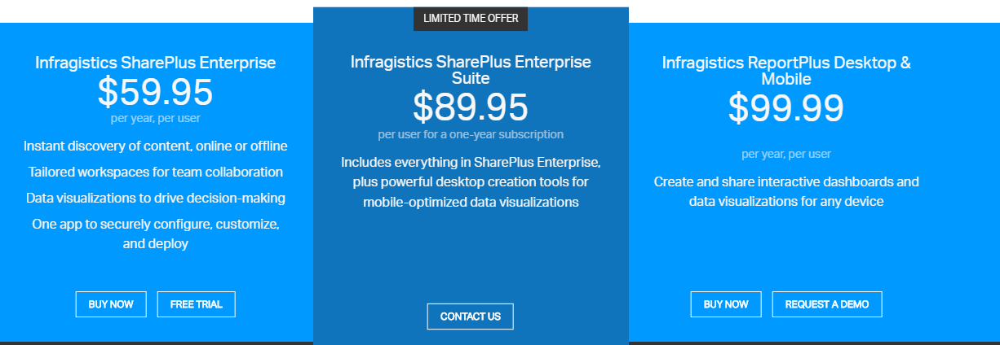 Infragistics SharePlus Enterprise
$59.95
per year, per user
Instant discovery of content, online or offline
Tailored workspaces for team collaboration
Data visualizations to drive decision-making
One app to securely configure, customize,
and deploy
BUY NOW
FREE TRIAL
LIMITED TIME OFFER
Infragistics SharePlus Enterprise
Suite
$89.95
per user for a one-year subscription
Includes everything in SharePlus Enterprise,
plus powerful desktop creation tools for
mobile-optimized data visualizations
CONTACT US
Infragistics ReportPlus Desktop &
Mobile
$99.99
per year, per user
Create and share interactive dashboards and
data visualizations for any device
BUY NOW
REQUEST A DEMO